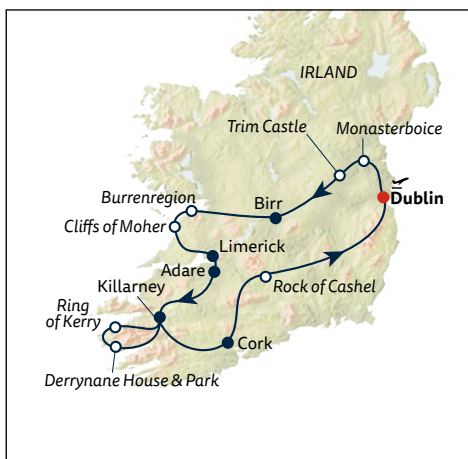 IRLAND
Trim Castle
Monasterboice
Dublin
Burrenregion
Birr
Cliffs of Moher
Limerick
Adare
Rock of Cashel
Killarney
Ring
of Kerry
Cork
Derrynane House & Park